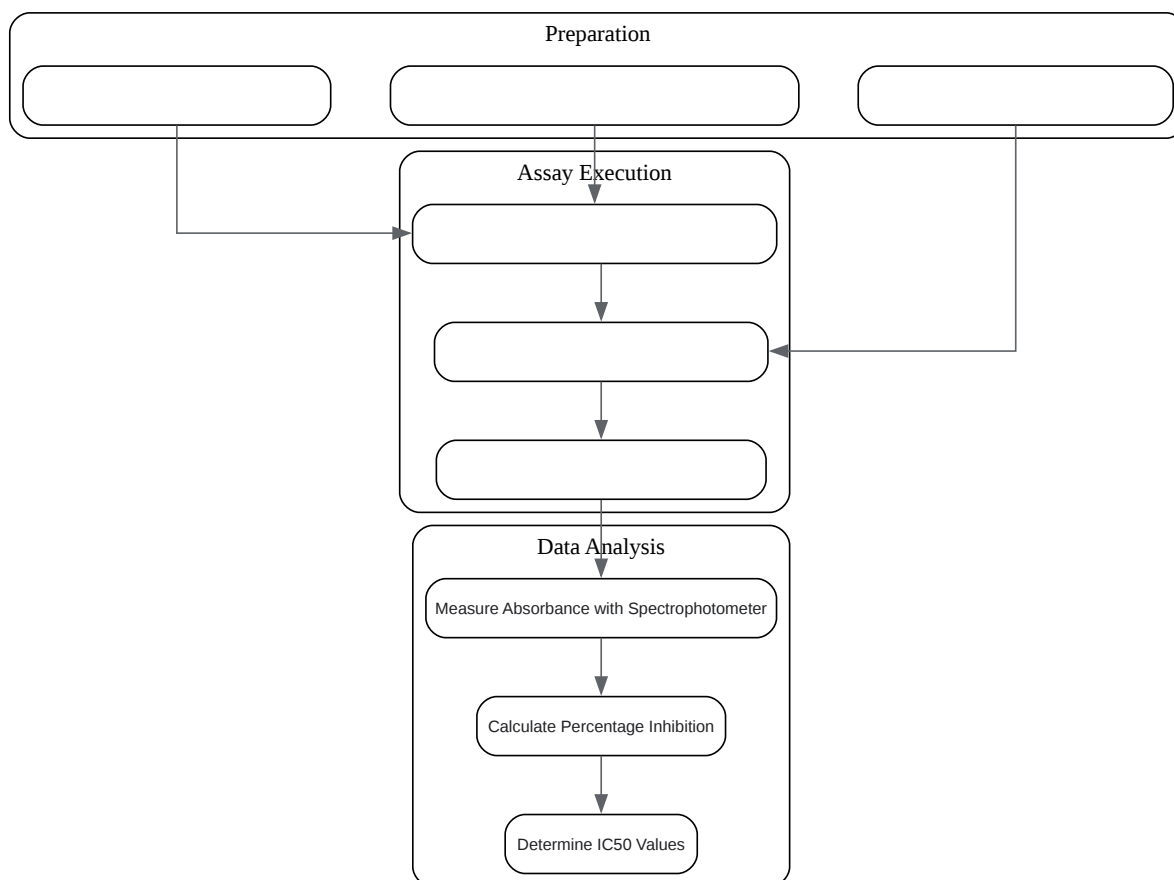 Preparation
Assay Execution
Data Analysis
Measure Absorbance with Spectrophotometer
Calculate Percentage Inhibition
Determine IC50 Values